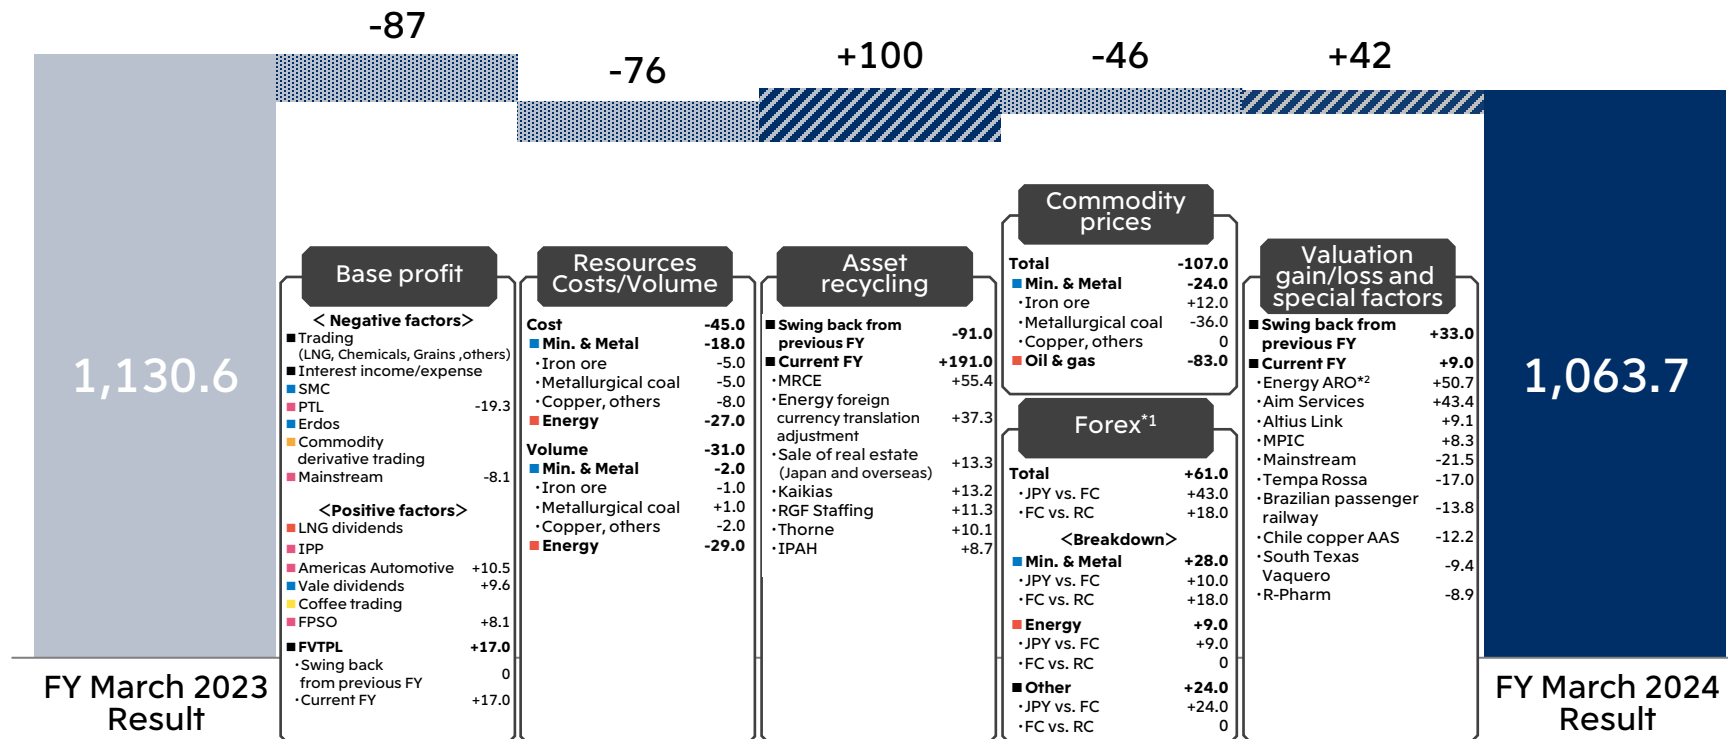 -87
-76
+100
-46
+42
1,130.6
FY March 2023
Result
Base profit
< Negative factors>
■Trading
(LNG, Chemicals, Grains ,others)
■Interest income/expense
■SMC
■PTL -19.3
■Erdos
■Commodity
derivative trading
■Mainstream -8.1
<Positive factors>
■LNG dividends
■IPP
■Americas Automotive +10.5
■Vale dividends +9.6
■Coffee trading
■FPSO +8.1
■FVTPL +17.0
・Swing back
from previous FY 0
・Current FY +17.0
Resources
Costs/Volume
Cost -45.0
■Min. & Metal -18.0
・Iron ore -5.0
・Metallurgical coal -5.0
・Copper, others -8.0
■Energy -27.0
Volume -31.0
■Min. & Metal -2.0
・Iron ore -1.0
・Metallurgical coal +1.0
・Copper, others -2.0
■Energy -29.0
Asset
recycling
■Swing back from
previous FY -91.0
■Current FY +191.0
・MRCE +55.4
・Energy foreign
currency translation +37.3
adjustment
・Sale of real estate
(Japan and overseas) +13.3
・Kaikias +13.2
・RGF Staffing +11.3
・Thorne +10.1
・IPAH +8.7
Commodity
prices
Total -107.0
■Min. & Metal -24.0
・Iron ore +12.0
・Metallurgical coal -36.0
・Copper, others 0
■Oil & gas -83.0
Forex*1
Total +61.0
・JPY vs. FC +43.0
・FC vs. RC +18.0
<Breakdown>
■Min. & Metal +28.0
・JPY vs. FC +10.0
・FC vs. RC +18.0
■Energy +9.0
・JPY vs. FC +9.0
・FC vs. RC 0
■Other +24.0
・JPY vs. FC +24.0
・FC vs. RC 0
Valuation
gain/loss and
special factors
■Swing back from
previous FY +33.0
■Current FY +9.0
・Energy ARO*2 +50.7
・Aim Services +43.4
・Altius Link +9.1
・MPIC +8.3
・Mainstream -21.5
・Tempa Rossa -17.0
・Brazilian passenger
railway -13.8
・Chile copper AAS -12.2
・South Texas
Vaquero -9.4
・R-Pharm -8.9
1,063.7
FY March 2024
Result